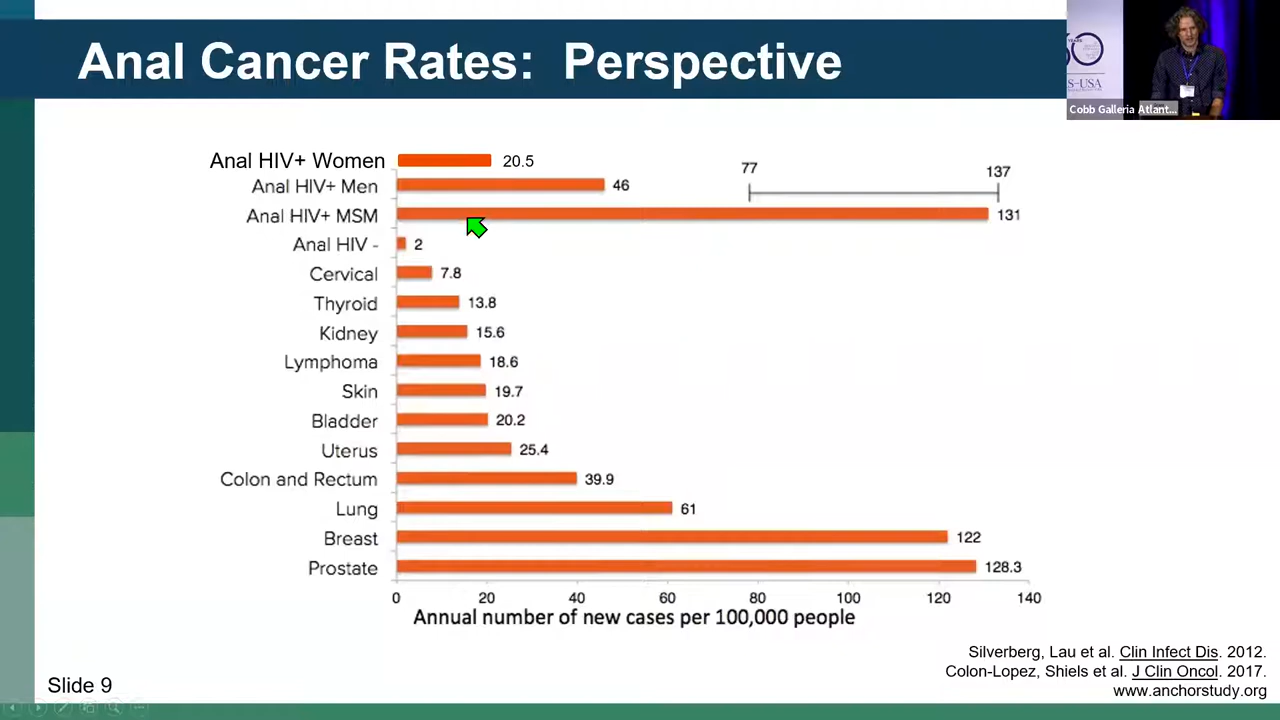 Anal Cancer Rates: Perspective
60
YEARS
S-USA
Cobb Galleria Atlant...
Anal HIV+ Women 20.5
Anal HIV+ Men 46
77 137
Anal HIV+ MSM 131
Anal HIV - 2
Cervical 7.8
Thyroid 13.8
Kidney 15.6
Lymphoma 18.6
Skin 19.7
Bladder 20.2
Uterus 25.4
Colon and Rectum 39.9
Lung 61
Breast 122
Prostate 128.3
0 20 40 60 80 100 120 140
Annual number of new cases per 100,000 people
Silverberg, Lau et al. Clin Infect Dis. 2012.
Colon-Lopez, Shiels et al. J Clin Oncol. 2017.
www.anchorstudy.org
Slide 9